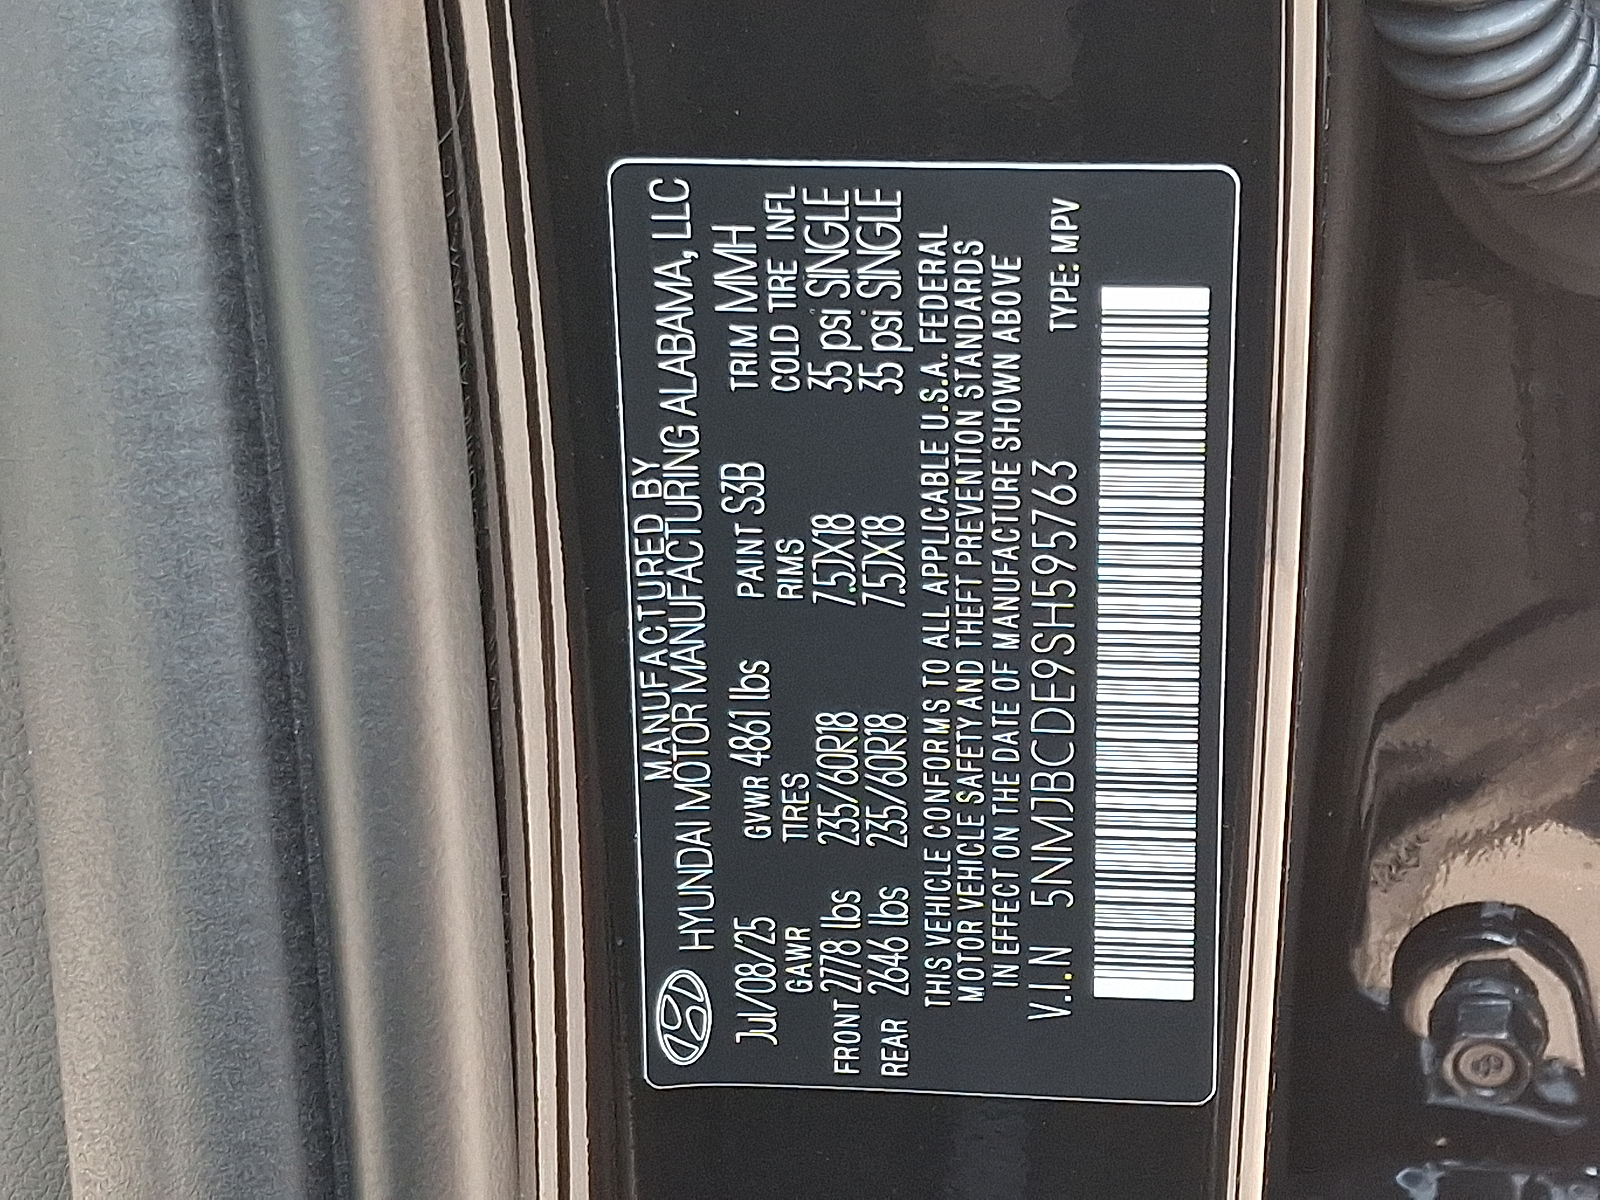 MANUFACTURED BY
HYUNDAI MOTOR MANUFACTURING ALABAMA, LLC
Jul/08/25 GVWR 4861 lbs PAINT S3B TRIM MMH
GAWR TIRES RIMS COLD TIRE INFL
FRONT 2778 lbs 235/60R18 7.5JX18 35 psi SINGLE
REAR 2646 lbs 235/60R18 7.5JX18 35 psi SINGLE
THIS VEHICLE CONFORMS TO ALL APPLICABLE U.S.A. FEDERAL
MOTOR VEHICLE SAFETY AND THEFT PREVENTION STANDARDS
IN EFFECT ON THE DATE OF MANUFACTURE SHOWN ABOVE
V.I.N 5NMJBCDE9SH595763 TYPE: MPV